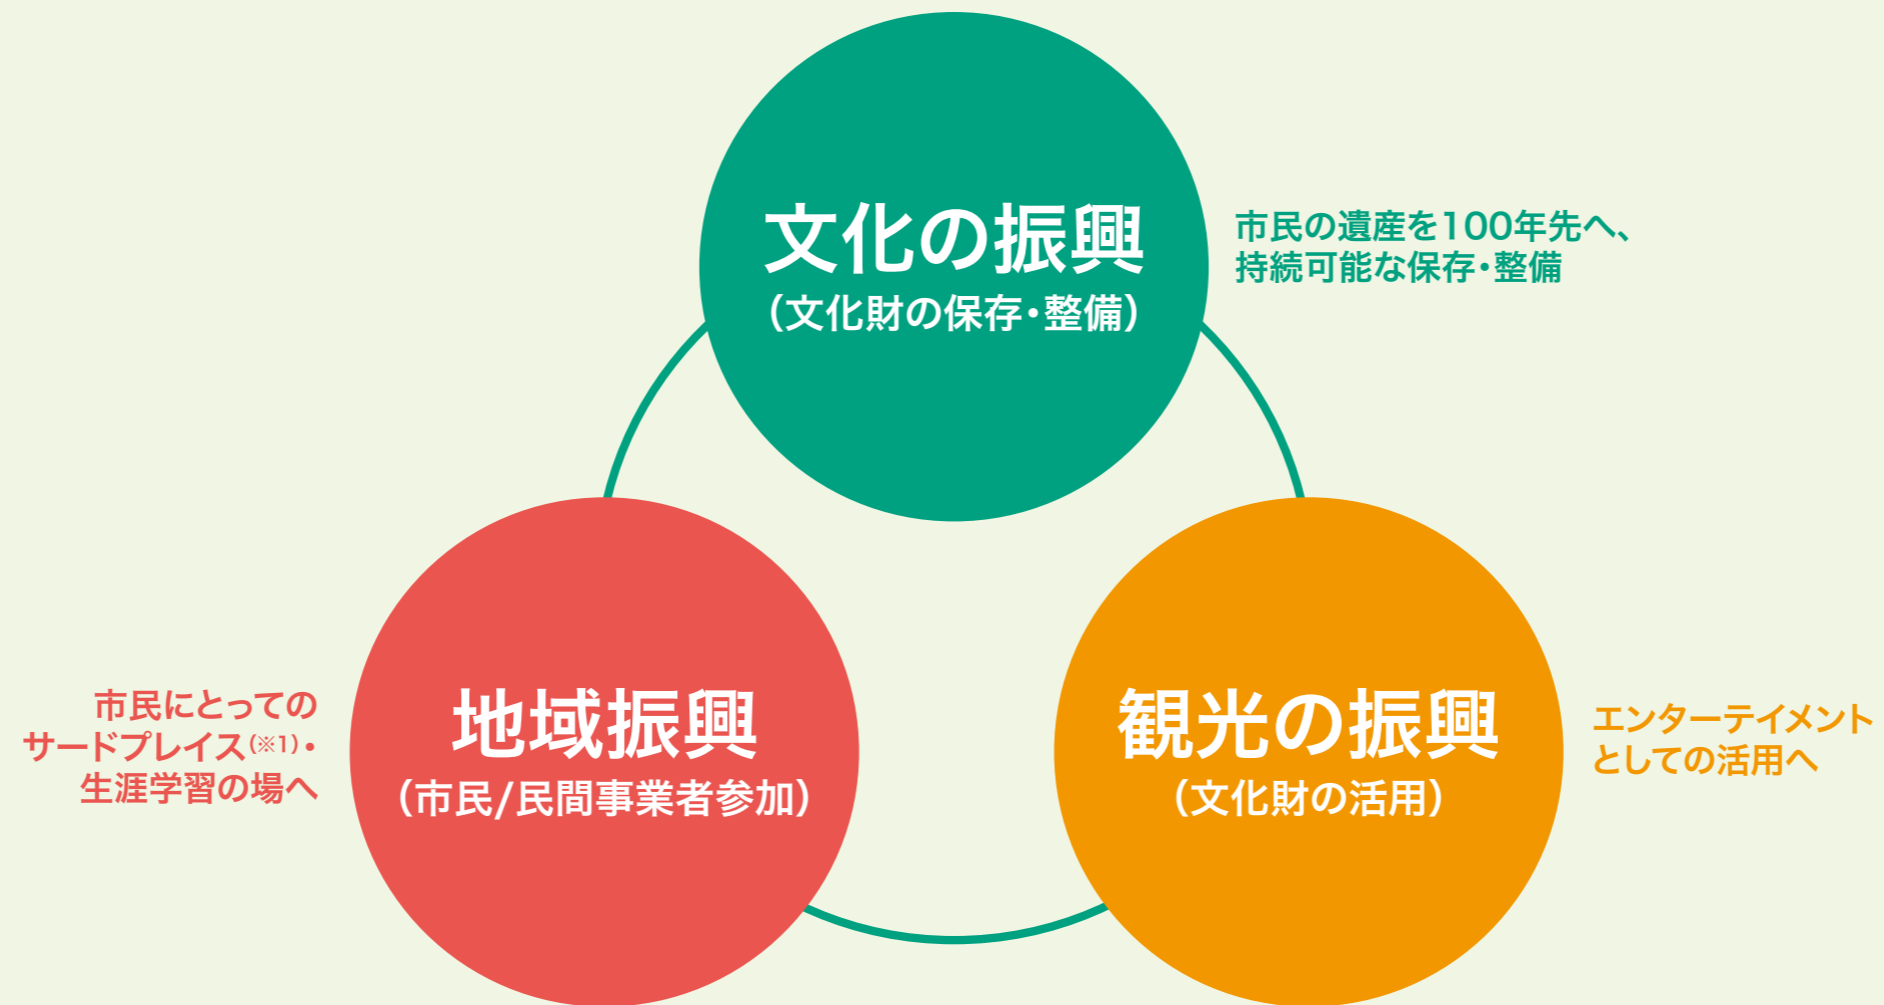 文化の振興
（文化財の保存・整備）
市民の遺産を100年先へ、
持続可能な保存・整備
地域振興
（市民/民間事業者参加）
市民にとっての
サードプレイス(※1)・
生涯学習の場へ
観光の振興
（文化財の活用）
エンターテイメント
としての活用へ